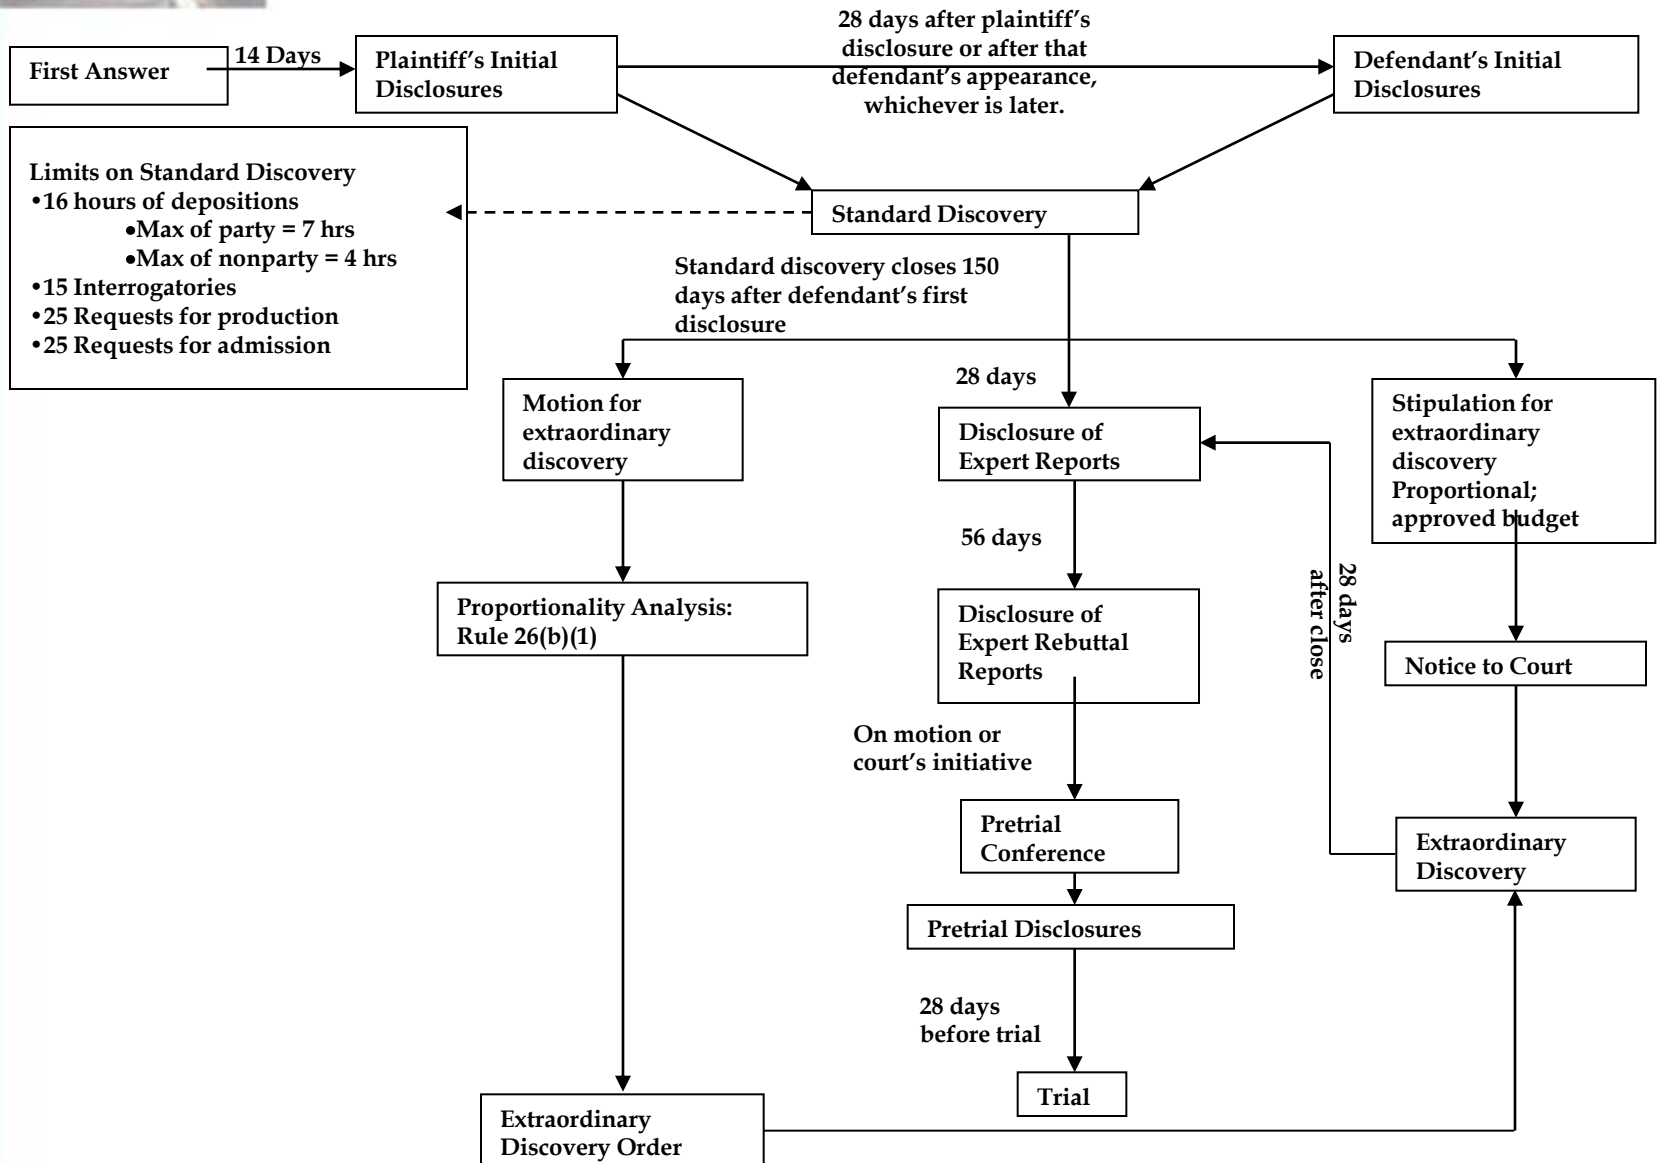 First Answer
14 Days
Plaintiff's Initial
Disclosures
28 days after plaintiff's
disclosure or after that
defendant's appearance,
whichever is later.
Defendant's Initial
Disclosures
Limits on Standard Discovery
•16 hours of depositions
•Max of party = 7 hrs
•Max of nonparty = 4 hrs
•15 Interrogatories
•25 Requests for production
•25 Requests for admission
Standard Discovery
Standard discovery closes 150
days after defendant's first
disclosure
Motion for
extraordinary
discovery
28 days
Disclosure of
Expert Reports
Stipulation for
extraordinary
discovery
Proportional;
approved budget
56 days
Proportionality Analysis:
Rule 26(b)(1)
Disclosure of
Expert Rebuttal
Reports
28 days
after close
Notice to Court
On motion or
court's initiative
Pretrial
Conference
Extraordinary
Discovery
Pretrial Disclosures
28 days
before trial
Trial
Extraordinary
Discovery Order